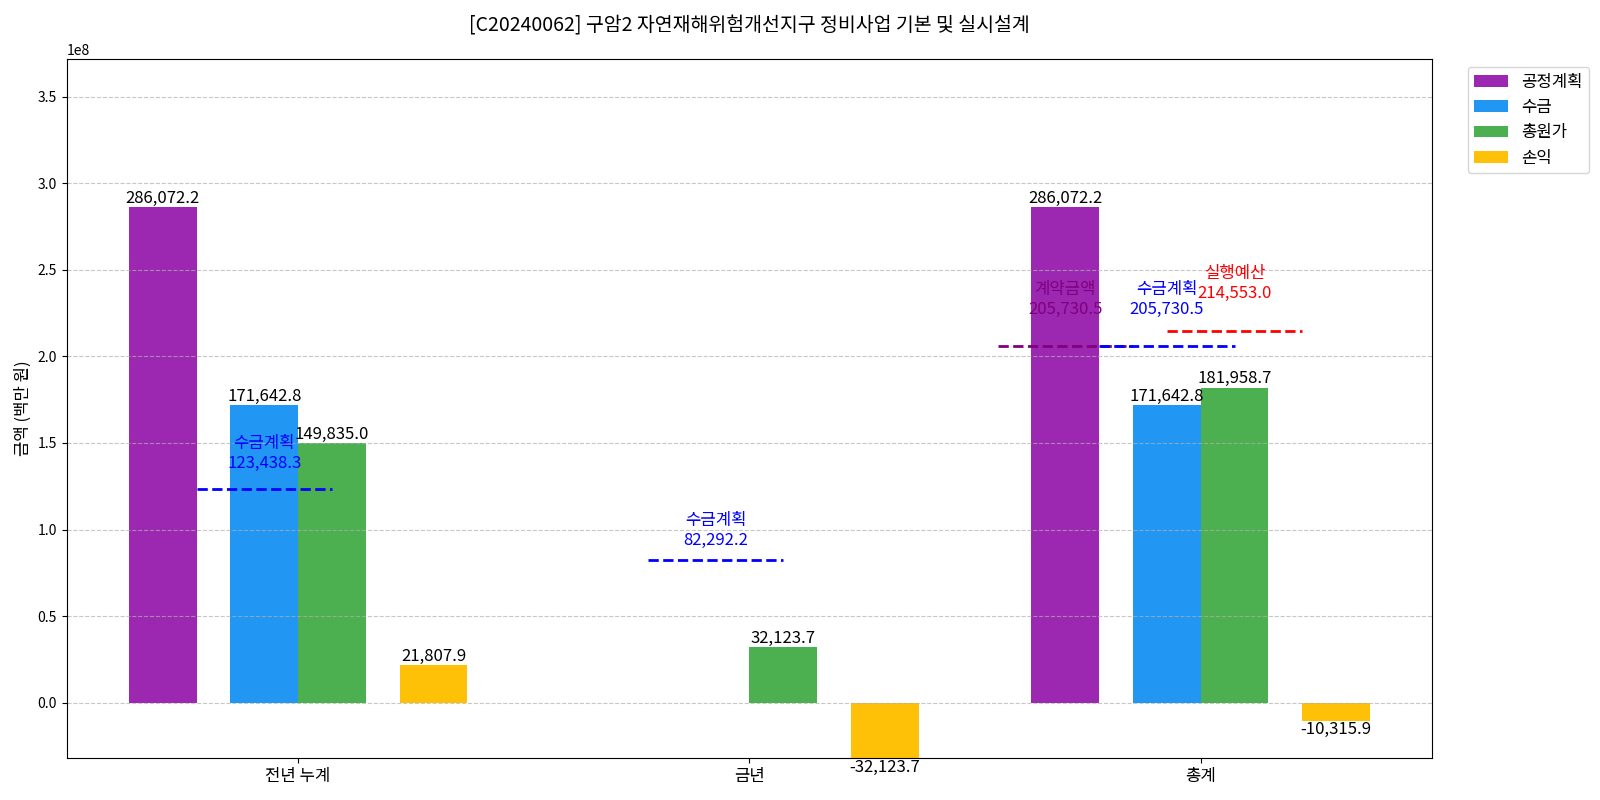 [C20240062] 구암2 자연재해위험개선지구 정비사업 기본 및 실시설계
1e8
금액 (백만 원)
3.5
3.0
2.5
2.0
1.5
1.0
0.5
0.0
286,072.2
171,642.8
수금계획
123,438.3
149,835.0
21,807.9
수금계획
82,292.2
32,123.7
-32,123.7
286,072.2
계약금액
205,730.5
수금계획
205,730.5
실행예산
214,553.0
171,642.8
181,958.7
-10,315.9
전년 누계
금년
총계
공정계획
수금
총원가
손익